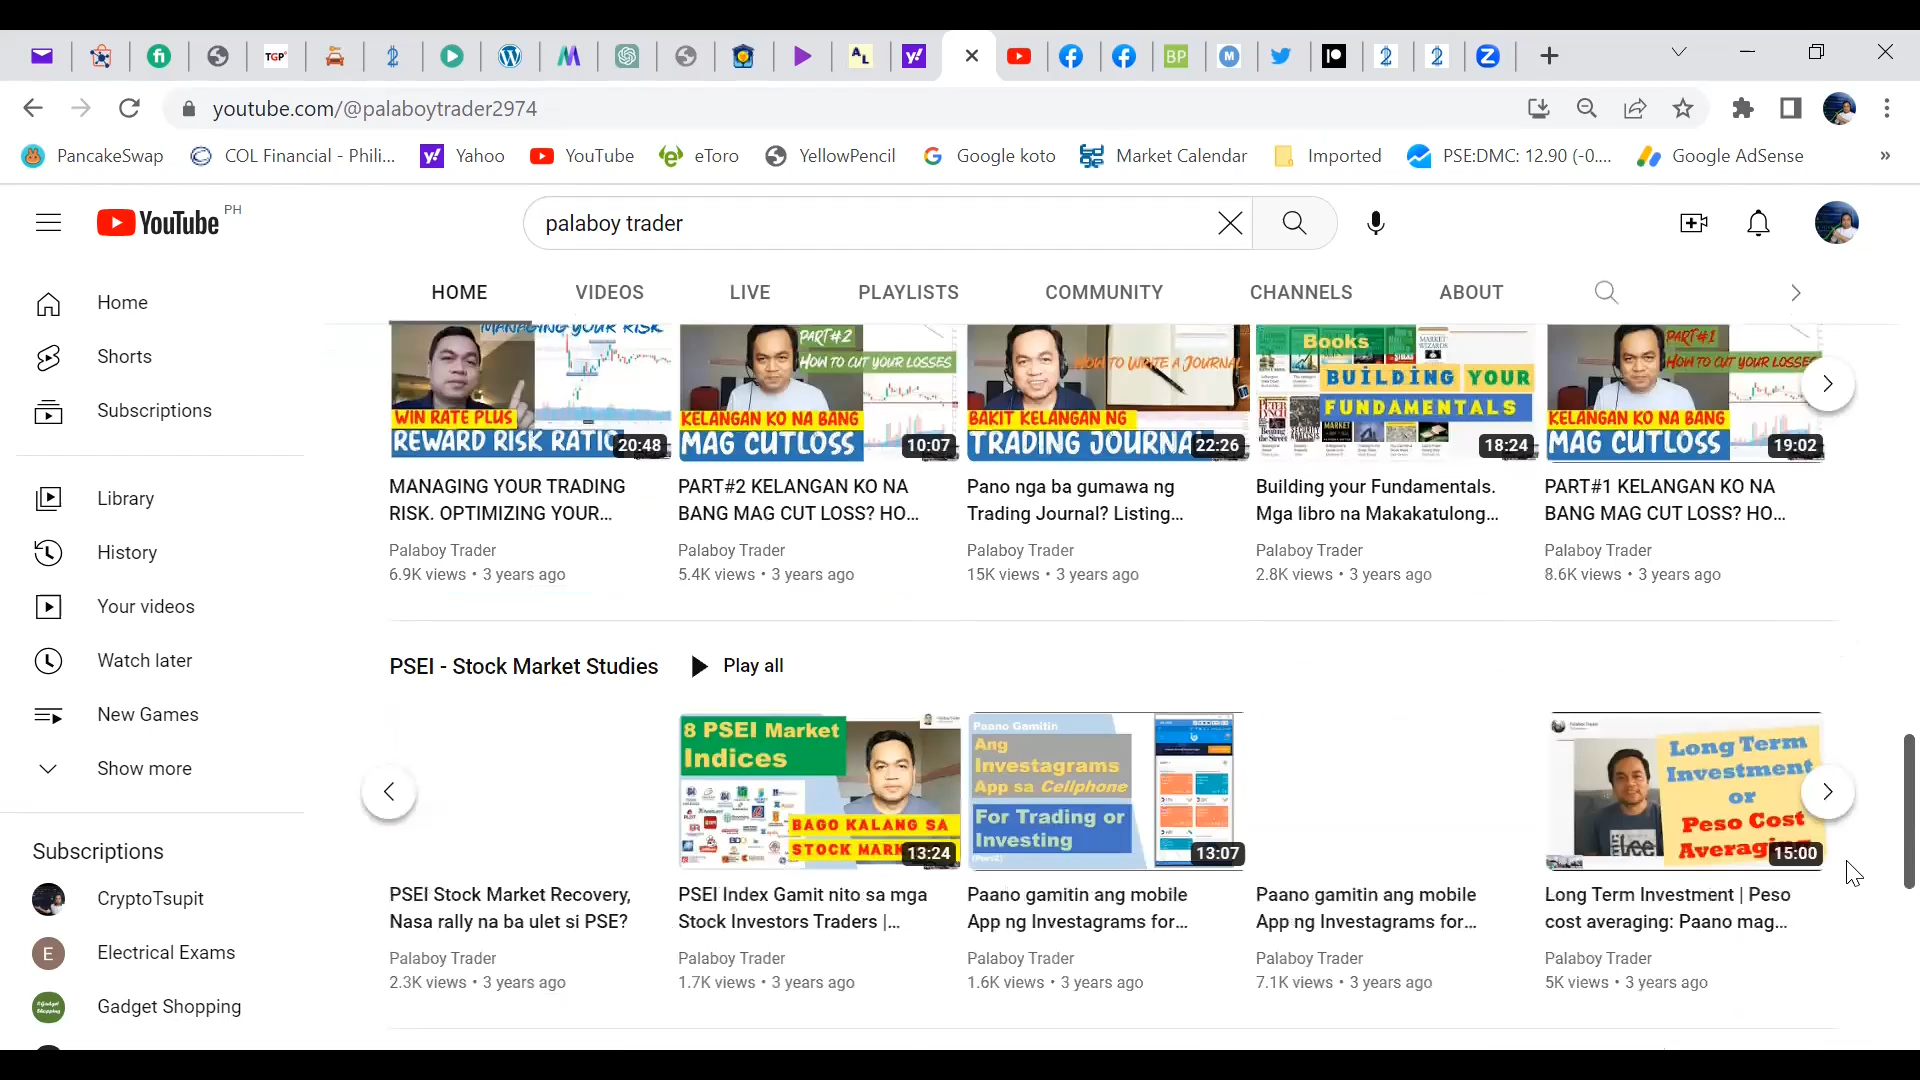 TGP
A L
BP
M
youtube.com/@palaboytrader2974
PancakeSwap
COL Financial - Phili...
Yahoo
YouTube
eToro
YellowPencil
Google koto
Market Calendar
Imported
PSE:DMC: 12.90 (-0....
Google AdSense
»
YouTube PH
palaboy trader
HOME
VIDEOS
LIVE
PLAYLISTS
COMMUNITY
CHANNELS
ABOUT
Home
Shorts
Subscriptions
Library
History
Your videos
Watch later
New Games
Show more
Subscriptions
CryptoTsupit
E
Electrical Exams
Gadget Shopping
MANAGING YOUR RISK
WIN RATE PLUS
REWARD RISK RATIO
20:48
MANAGING YOUR TRADING
RISK. OPTIMIZING YOUR...
Palaboy Trader
6.9K views • 3 years ago
PART#2
HOW TO CUT YOUR LOSSES
KELANGAN KO NA BANG
MAG CUTLOSS
10:07
PART#2 KELANGAN KO NA
BANG MAG CUT LOSS? HO...
Palaboy Trader
5.4K views • 3 years ago
HOW TO WRITE A JOURNAL
BAKIT KELANGAN NG
TRADING JOURNA
22:26
Pano nga ba gumawa ng
Trading Journal? Listing...
Palaboy Trader
15K views • 3 years ago
Books
MARKET
WIZARDS
BUILDING YOUR
FUNDAMENTALS
18:24
Building your Fundamentals.
Mga libro na Makakatulong...
Palaboy Trader
2.8K views • 3 years ago
PART#1
HOW TO CUT YOUR LOSSES
KELANGAN KO NA BANG
MAG CUTLOSS
19:02
PART#1 KELANGAN KO NA
BANG MAG CUT LOSS? HO...
Palaboy Trader
8.6K views • 3 years ago
PSEI - Stock Market Studies
Play all
PSEI Stock Market Recovery,
Nasa rally na ba ulet si PSE?
Palaboy Trader
2.3K views • 3 years ago
8 PSEI Market
Indices
BAGO KALANG SA
STOCK MARK
13:24
PSEI Index Gamit nito sa mga
Stock Investors Traders |...
Palaboy Trader
1.7K views • 3 years ago
Paano Gamitin
Ang
Investagrams
App sa Cellphone
For Trading or
Investing
13:07
Paano gamitin ang mobile
App ng Investagrams for...
Palaboy Trader
1.6K views • 3 years ago
Paano gamitin ang mobile
App ng Investagrams for...
Palaboy Trader
7.1K views • 3 years ago
Long Term
Investment
or
Peso Cost
Averaging
15:00
Long Term Investment | Peso
cost averaging: Paano mag...
Palaboy Trader
5K views • 3 years ago